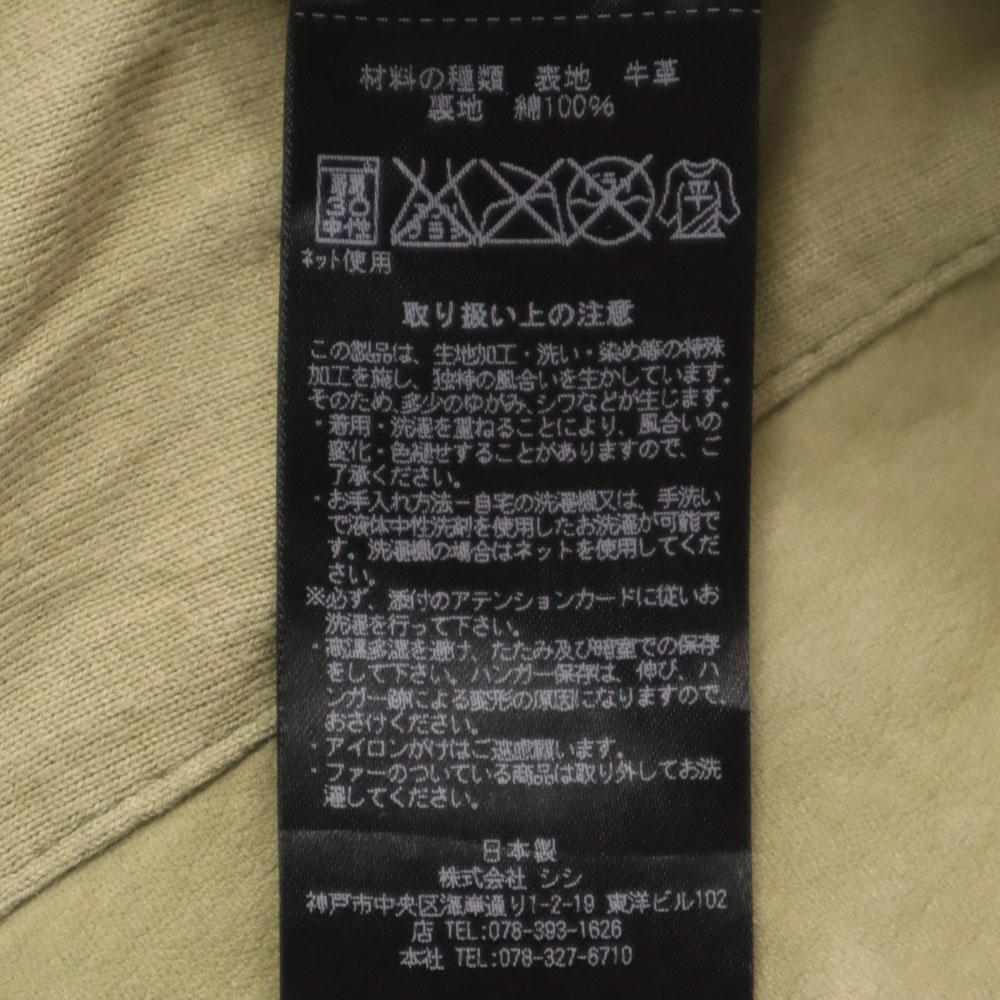 材料の種類　表地　牛革
裏地　綿100%
弱 30 中性
エンソサラシ
ドライ
平
ネット使用
取り扱い上の注意
この製品は、生地加工・洗い・染め等の特殊
加工を施し、独特の風合いを生かしています。
そのため、多少のゆがみ、シワなどが生じます。
・着用・洗濯を重ねることにより、風合いの
変化・色褪せすることがありますので、ご
了承ください。
・お手入れ方法－自宅の洗濯機又は、手洗い
で液体中性洗剤を使用したお洗濯が可能で
す。洗濯機の場合はネットを使用してくだ
さい。
※必ず、添付のアテンションカードに従いお
洗濯を行って下さい。
・高温多湿を避け、たたみ及び暗室での保存
をして下さい。ハンガー保存は、伸び、ハ
ンガー跡による変形の原因になりますので、
おさけください。
・アイロンがけはご遠慮願います。
・ファーのついている商品は取り外してお洗
濯してください。
日本製
株式会社 シシ
神戸市中央区海岸通り1-2-19 東洋ビル102
店 TEL:078-393-1626
本社 TEL:078-327-6710